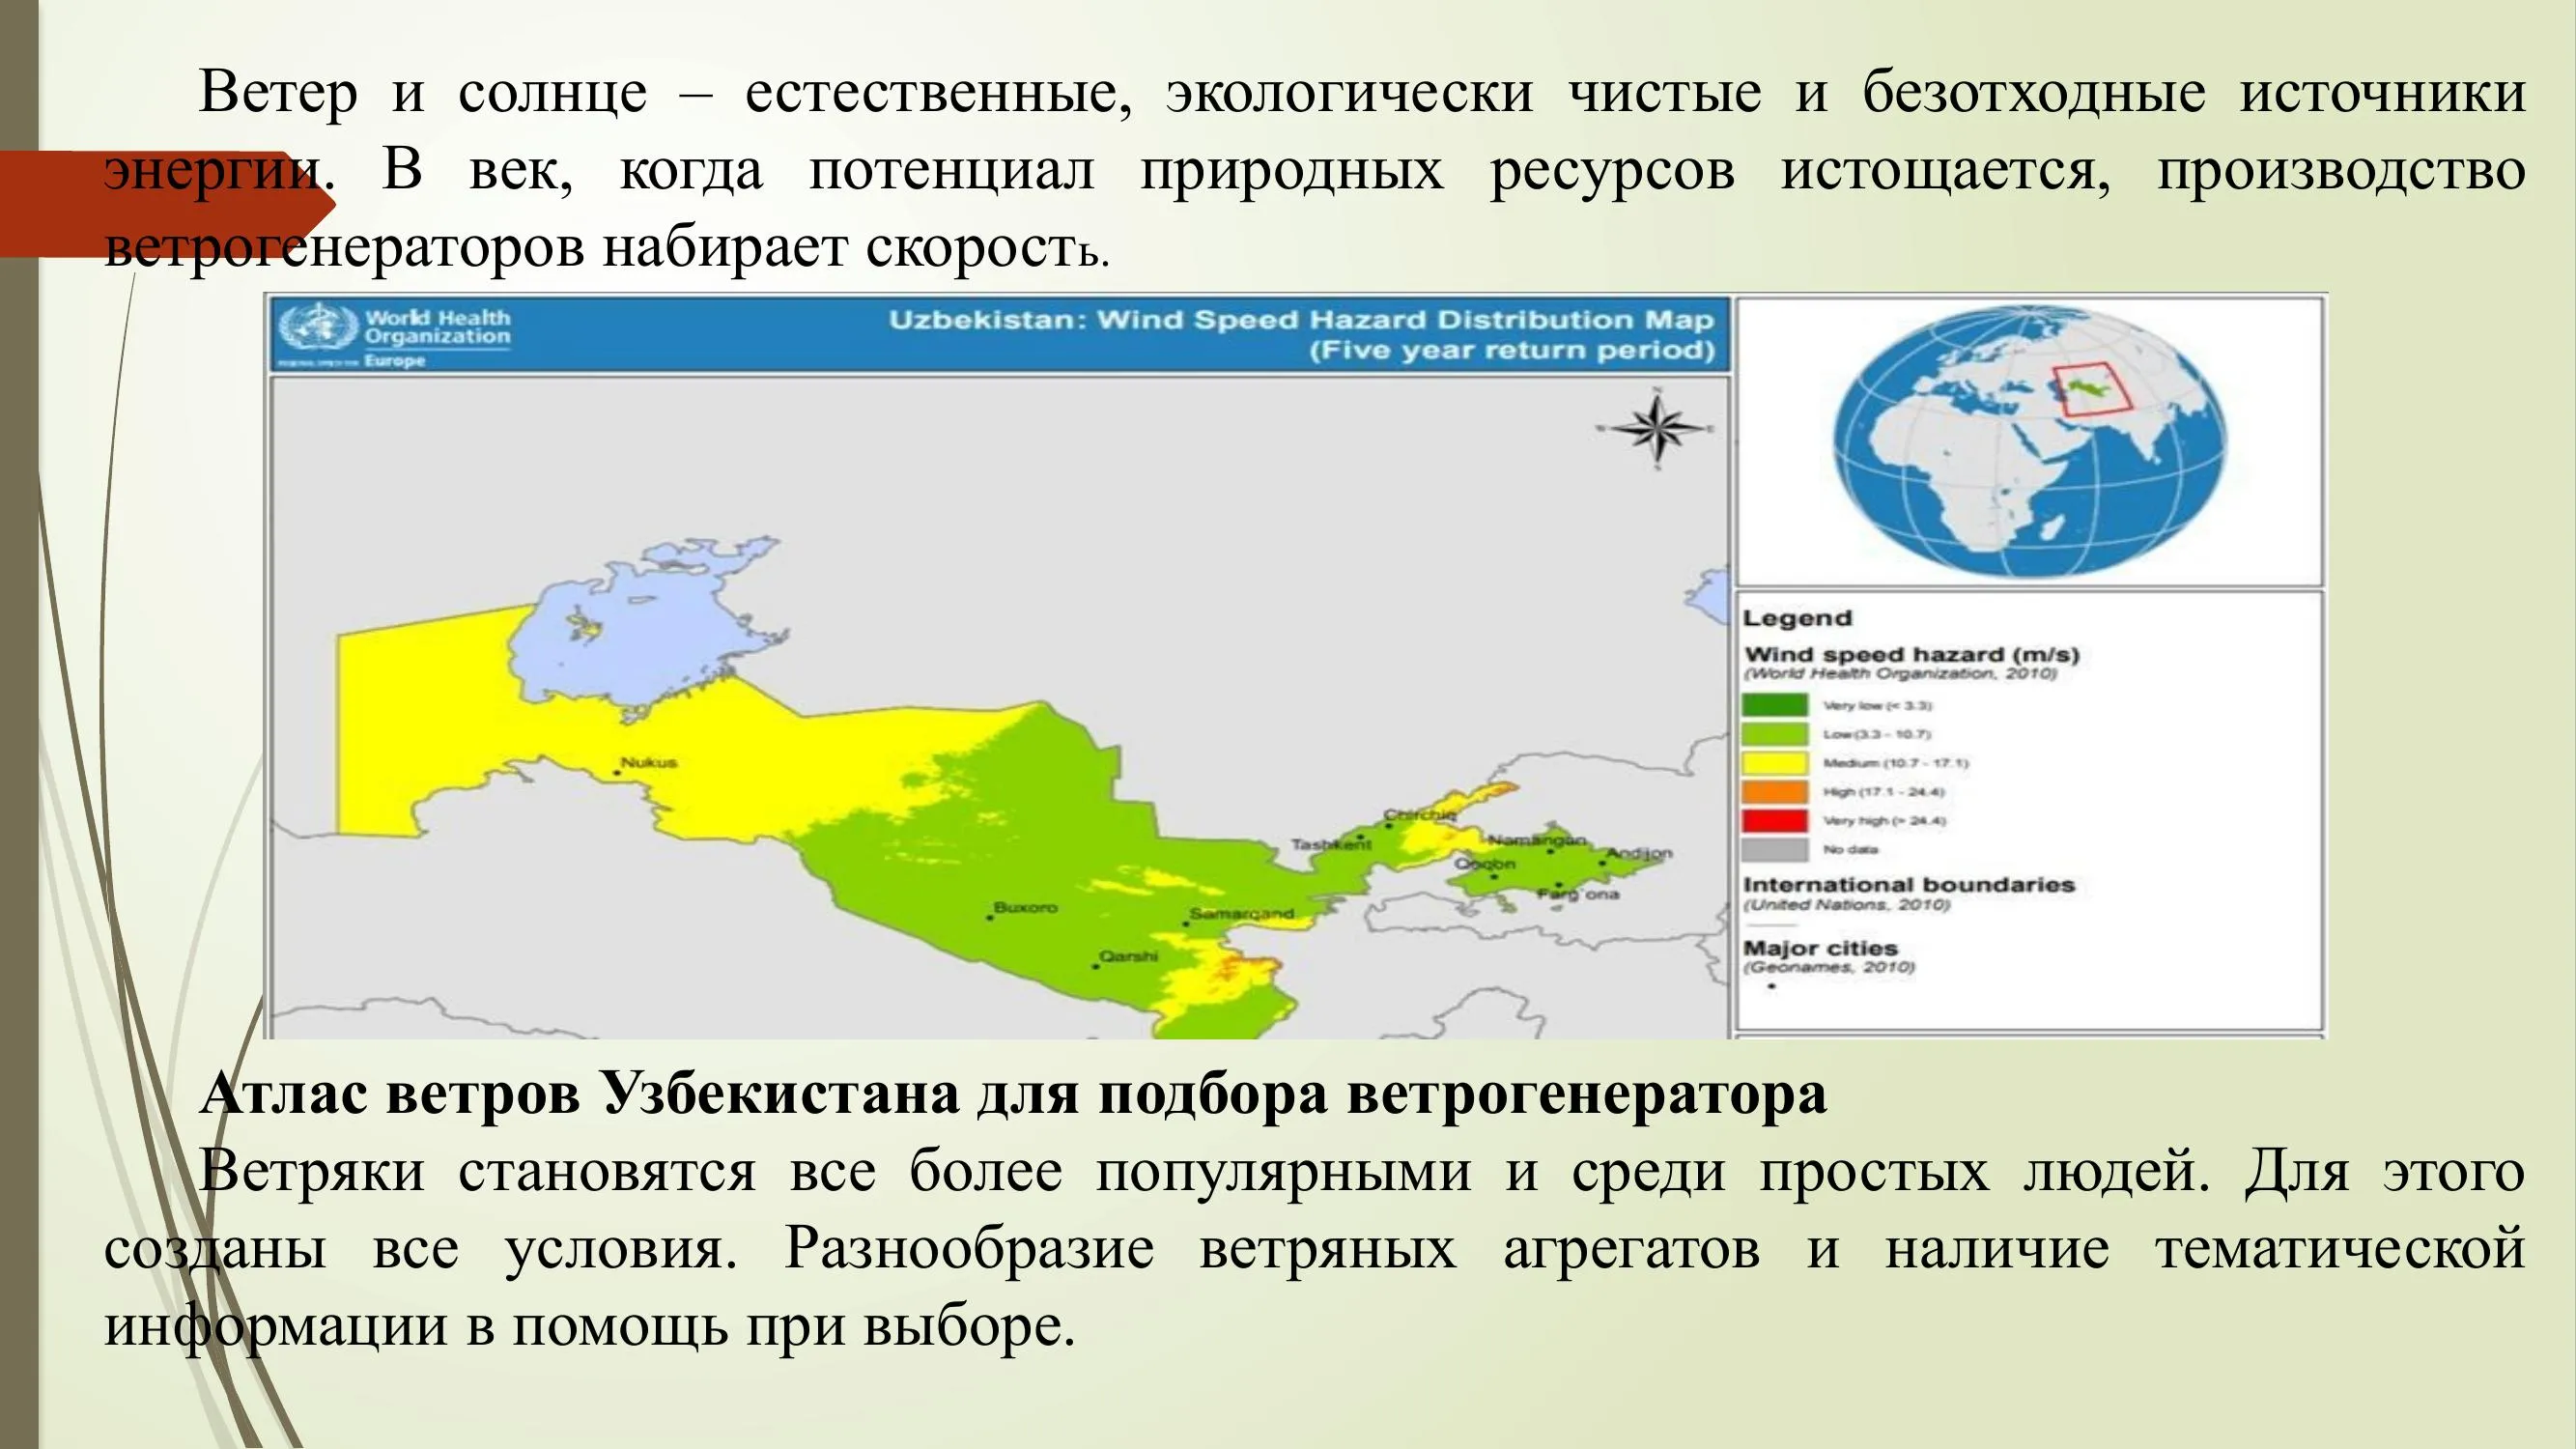 Ветер и солнце – естественные, экологически чистые и безотходные источники
энергии. В век, когда потенциал природных ресурсов истощается, производство
ветрогенераторов набирает скорость.
World Health
Organization
Europe
Uzbekistan: Wind Speed Hazard Distribution Map
(Five year return period)
N
S
Nukus
Chirchiq
Tashkent
Namangan
Andijon
Qoqon
Farg`ona
Buxoro
Samarqand
Qarshi
Legend
Wind speed hazard (m/s)
(World Health Organization, 2010)
Very low (< 3.3)
Low (3.3 - 10.7)
Medium (10.7 - 17.1)
High (17.1 - 24.4)
Very high (> 24.4)
No data
International boundaries
(United Nations, 2010)
Major cities
(Geonames, 2010)
Атлас ветров Узбекистана для подбора ветрогенератора
Ветряки становятся все более популярными и среди простых людей. Для этого
созданы все условия. Разнообразие ветряных агрегатов и наличие тематической
информации в помощь при выборе.